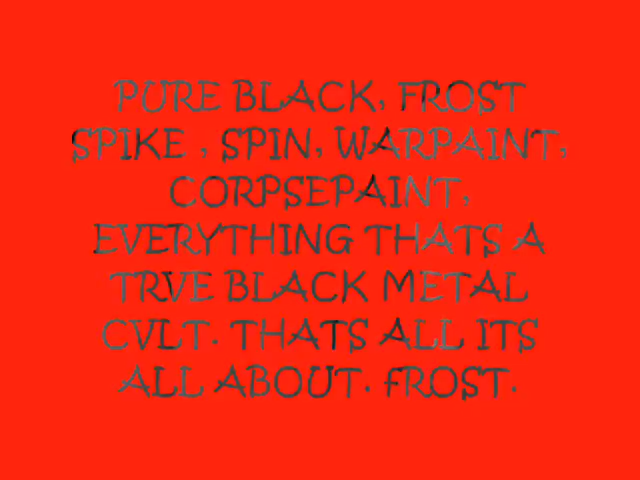 PURE BLACK, FROST
SPIKE , SPIN, WARPAINT,
CORPSEPAINT,
EVERYTHING THATS A
TRVE BLACK METAL
CVLT. THATS ALL ITS
ALL ABOUT. fROST.